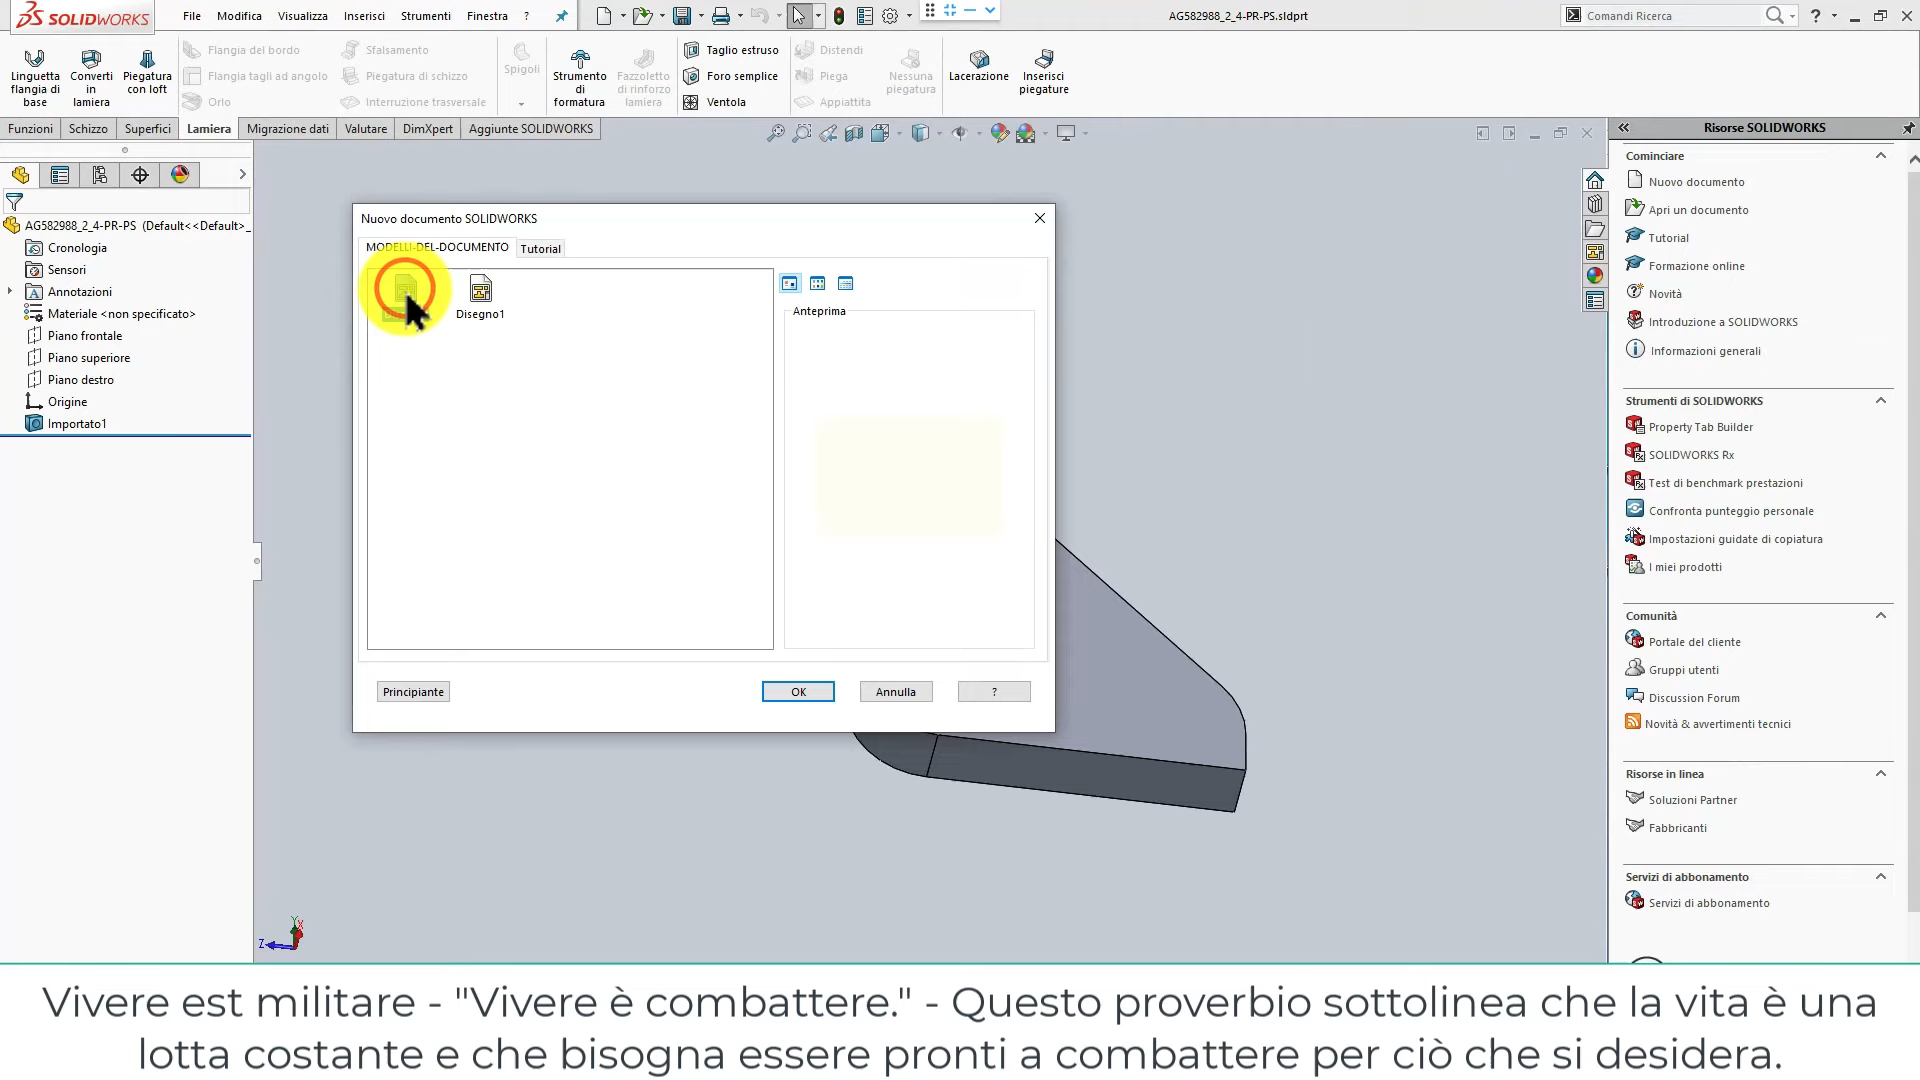 SOLIDWORKS
File Modifica Visualizza Inserisci Strumenti Finestra ?
AG582988_2_4-PR-PS.sldprt
Comandi Ricerca
?
Linguetta flangia di base
Converti in lamiera
Piegatura con loft
Flangia del bordo
Flangia tagli ad angolo
Orlo
Sfalsamento
Piegatura di schizzo
Interruzione trasversale
Spigoli
Strumento di formatura
Fazzoletto di rinforzo lamiera
Taglio estruso
Foro semplice
Ventola
Distendi
Piega
Appiattita
Nessuna piegatura
Lacerazione
Inserisci piegature
Funzioni Schizzo Superfici Lamiera Migrazione dati Valutare DimXpert Aggiunte SOLIDWORKS
AG582988_2_4-PR-PS (Default<<Default>_
Cronologia
Sensori
Annotazioni
Materiale <non specificato>
Piano frontale
Piano superiore
Piano destro
Origine
Importato1
Nuovo documento SOLIDWORKS
MODELLI-DEL-DOCUMENTO Tutorial
Disegno1
Anteprima
Principiante
OK
Annulla
?
Risorse SOLIDWORKS
Cominciare
Nuovo documento
Apri un documento
Tutorial
Formazione online
Novità
Introduzione a SOLIDWORKS
Informazioni generali
Strumenti di SOLIDWORKS
Property Tab Builder
SOLIDWORKS Rx
Test di benchmark prestazioni
Confronta punteggio personale
Impostazioni guidate di copiatura
I miei prodotti
Comunità
Portale del cliente
Gruppi utenti
Discussion Forum
Novità & avvertimenti tecnici
Risorse in linea
Soluzioni Partner
Fabbricanti
Servizi di abbonamento
Servizi di abbonamento
Z
Y
X
Vivere est militare - "Vivere è combattere." - Questo proverbio sottolinea che la vita è una
lotta costante e che bisogna essere pronti a combattere per ciò che si desidera.